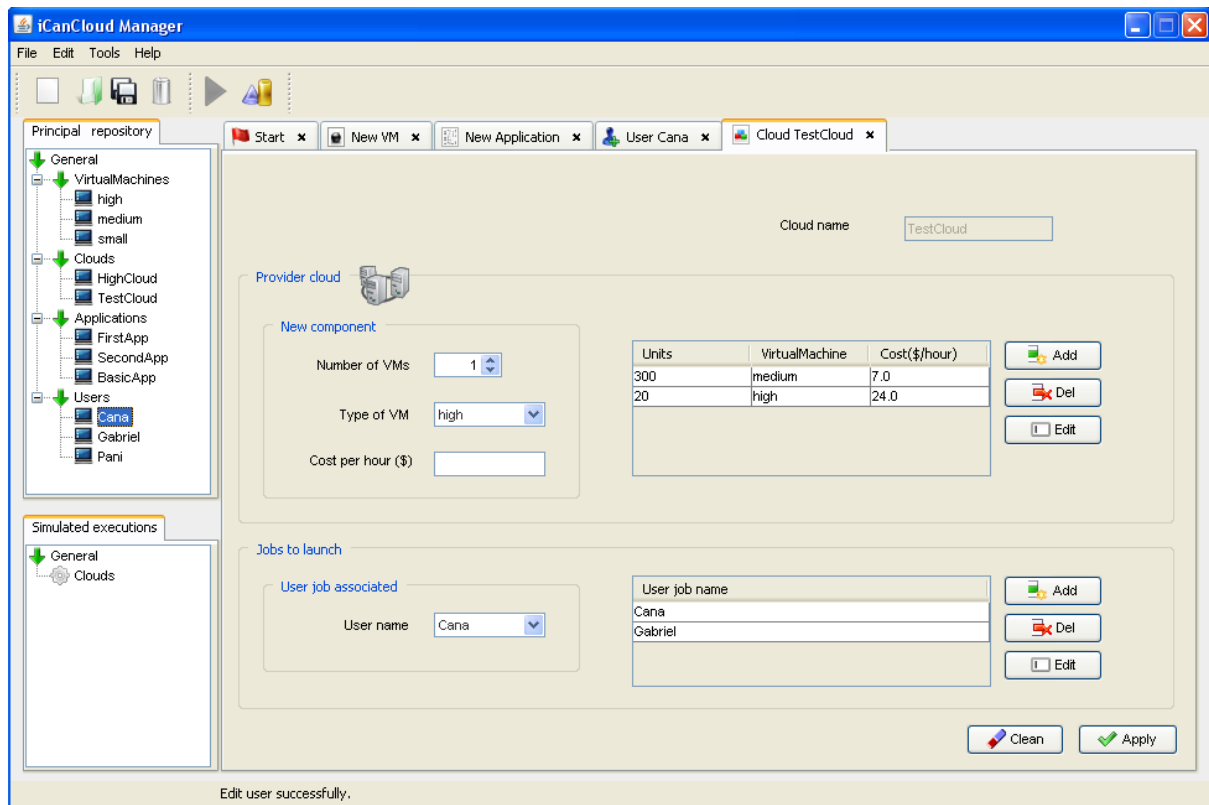 iCanCloud Manager
File Edit Tools Help
Principal repository
Start
New VM
New Application
User Cana
Cloud TestCloud
General
VirtualMachines
high
medium
small
Clouds
HighCloud
TestCloud
Applications
FirstApp
SecondApp
BasicApp
Users
Cana
Gabriel
Pani
Simulated executions
General
Clouds
Cloud name TestCloud
Provider cloud
New component
Number of VMs 1
Type of VM high
Cost per hour ($)
Units VirtualMachine Cost($/hour)
300 medium 7.0
20 high 24.0
Add
Del
Edit
Jobs to launch
User job associated
User name Cana
User job name
Cana
Gabriel
Add
Del
Edit
Clean Apply
Edit user successfully.